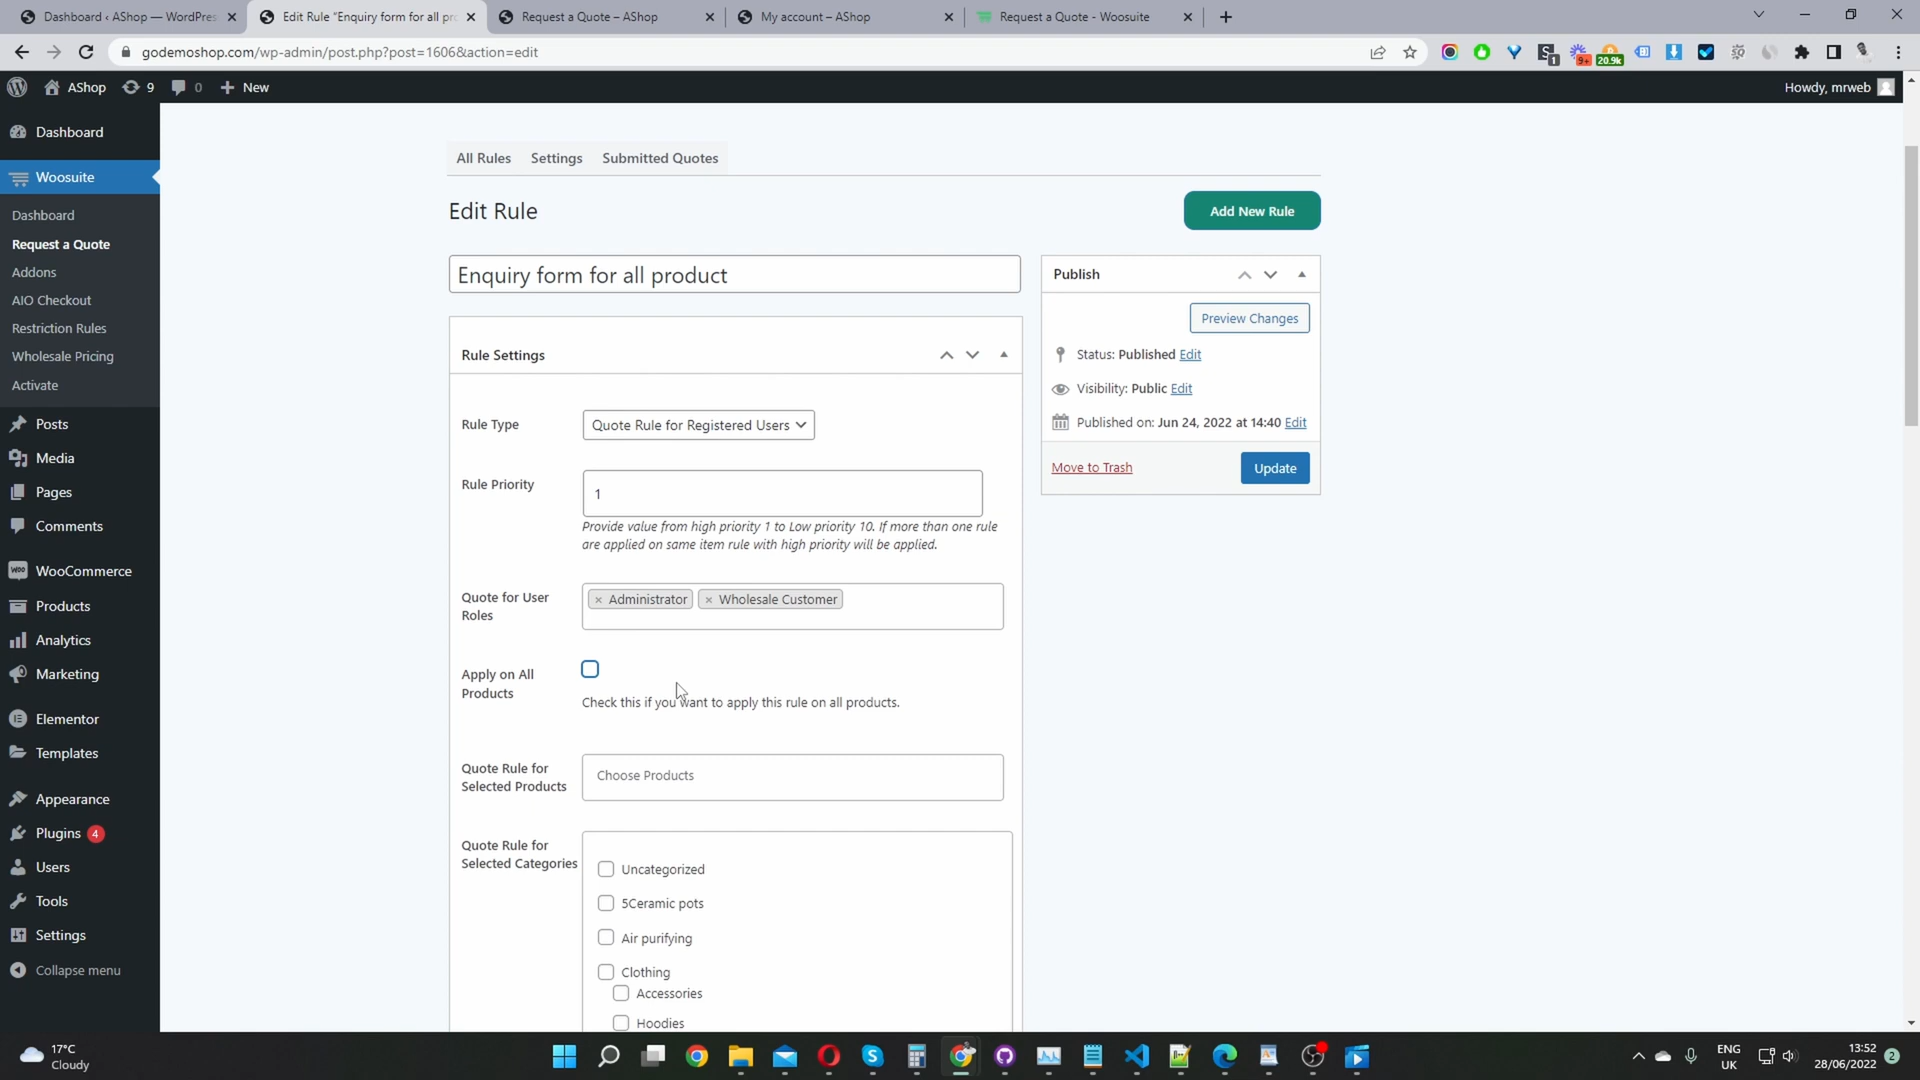 Dashboard ‹ AShop — WordPres
Edit Rule “Enquiry form for all pro
Request a Quote – AShop
My account – AShop
Request a Quote - Woosuite
godemoshop.com/wp-admin/post.php?post=1606&action=edit
9+
20.9k
1
AShop
9
0
New
Howdy, mrweb
Dashboard
Woosuite
Dashboard
Request a Quote
Addons
AIO Checkout
Restriction Rules
Wholesale Pricing
Activate
Posts
Media
Pages
Comments
WooCommerce
Products
Analytics
Marketing
Elementor
Templates
Appearance
Plugins 4
Users
Tools
Settings
Collapse menu
All Rules Settings Submitted Quotes
Edit Rule
Add New Rule
Enquiry form for all product
Rule Settings
Rule Type
Quote Rule for Registered Users
Rule Priority
1
Provide value from high priority 1 to Low priority 10. If more than one rule
are applied on same item rule with high priority will be applied.
Quote for User
Roles
× Administrator × Wholesale Customer
Apply on All
Products
Check this if you want to apply this rule on all products.
Quote Rule for
Selected Products
Choose Products
Quote Rule for
Selected Categories
Uncategorized
5Ceramic pots
Air purifying
Clothing
Accessories
Hoodies
Publish
Preview Changes
Status: Published Edit
Visibility: Public Edit
Published on: Jun 24, 2022 at 14:40 Edit
Move to Trash
Update
17°C
Cloudy
ENG
UK
13:52
28/06/2022
2